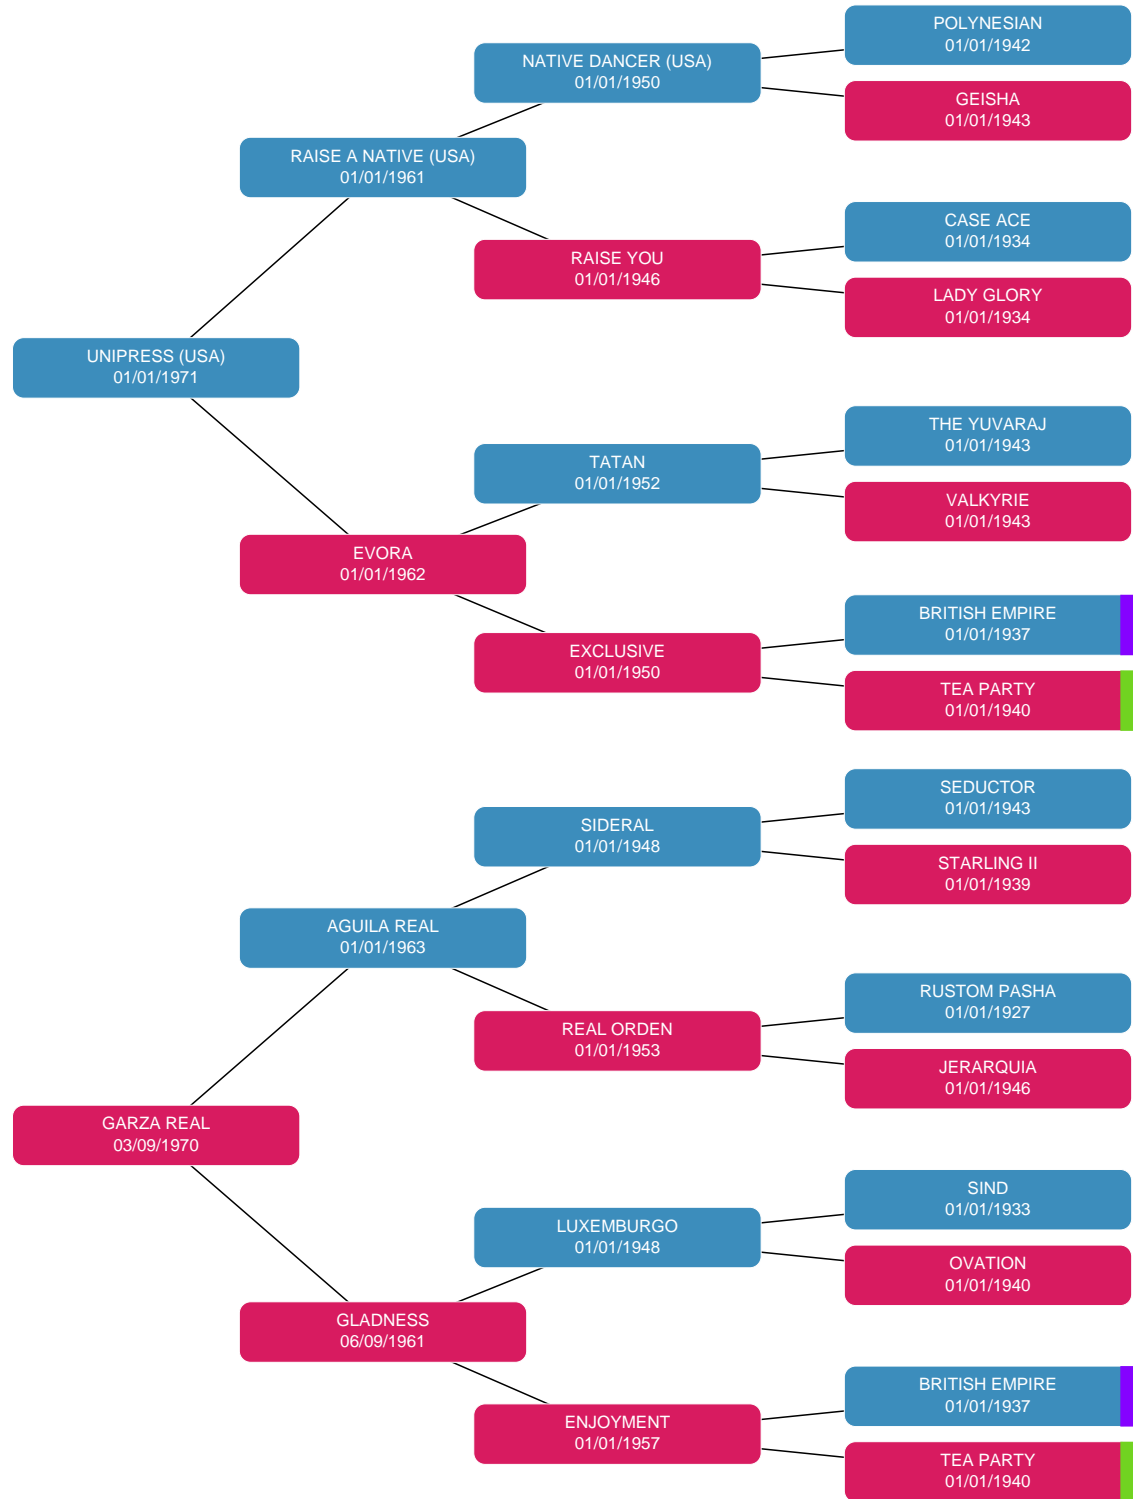 POLYNESIAN
01/01/1942
NATIVE DANCER (USA)
01/01/1950
GEISHA
01/01/1943
RAISE A NATIVE (USA)
01/01/1961
CASE ACE
01/01/1934
RAISE YOU
01/01/1946
LADY GLORY
01/01/1934
UNIPRESS (USA)
01/01/1971
THE YUVARAJ
01/01/1943
TATAN
01/01/1952
VALKYRIE
01/01/1943
EVORA
01/01/1962
BRITISH EMPIRE
01/01/1937
EXCLUSIVE
01/01/1950
TEA PARTY
01/01/1940
SEDUCTOR
01/01/1943
SIDERAL
01/01/1948
STARLING II
01/01/1939
AGUILA REAL
01/01/1963
RUSTOM PASHA
01/01/1927
REAL ORDEN
01/01/1953
JERARQUIA
01/01/1946
GARZA REAL
03/09/1970
SIND
01/01/1933
LUXEMBURGO
01/01/1948
OVATION
01/01/1940
GLADNESS
06/09/1961
BRITISH EMPIRE
01/01/1937
ENJOYMENT
01/01/1957
TEA PARTY
01/01/1940